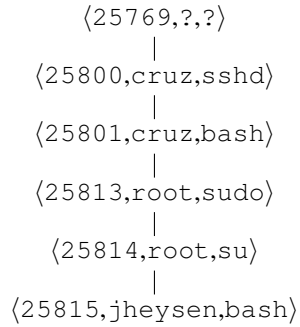 ⟨25769,?,?⟩
⟨25800,cruz,sshd⟩
⟨25801,cruz,bash⟩
⟨25813,root,sudo⟩
⟨25814,root,su⟩
⟨25815,jheysen,bash⟩